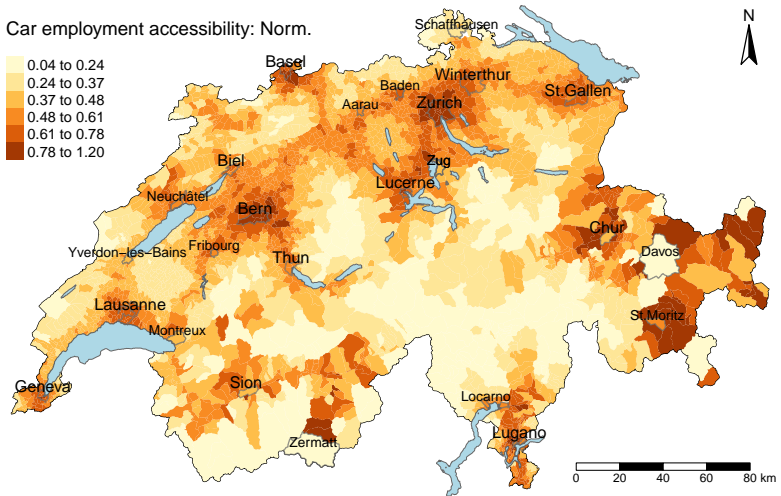 Car employment accessibility: Norm.
0.04 to 0.24
0.24 to 0.37
0.37 to 0.48
0.48 to 0.61
0.61 to 0.78
0.78 to 1.20
N
Schaffhausen
Basel
Winterthur
Baden
St.Gallen
Aarau
Zurich
Biel
Zug
Lucerne
Neuchâtel
Bern
Chur
Fribourg
Yverdon−les−Bains
Davos
Thun
Lausanne
St.Moritz
Montreux
Geneva
Sion
Locarno
Lugano
Zermatt
0 20 40 60 80 km